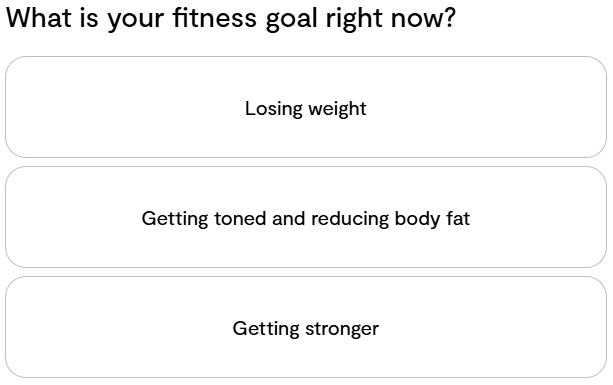 What is your fitness goal right now?
Losing weight
Getting toned and reducing body fat
Getting stronger